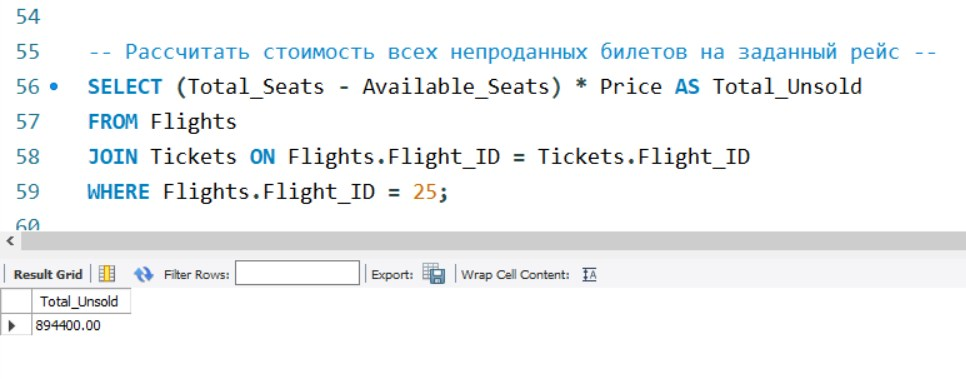 54
55 -- Рассчитать стоимость всех непроданных билетов на заданный рейс --
56 SELECT (Total_Seats - Available_Seats) * Price AS Total_Unsold
57 FROM Flights
58 JOIN Tickets ON Flights.Flight_ID = Tickets.Flight_ID
59 WHERE Flights.Flight_ID = 25;
60
Result Grid Filter Rows: Export: Wrap Cell Content:
Total_Unsold
894400.00